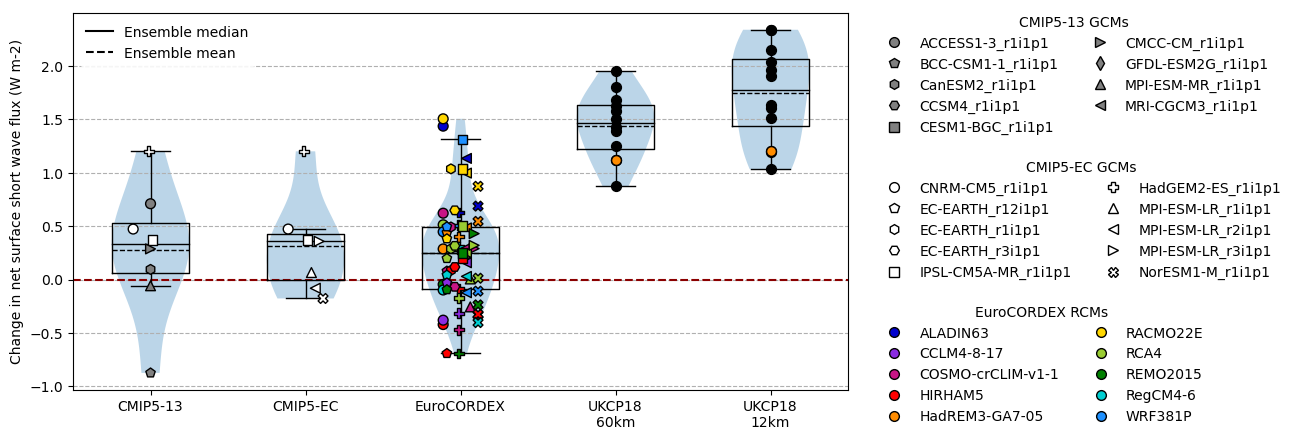 Change in net surface short wave flux (W m-2)
Ensemble median
Ensemble mean
2.0
1.5
1.0
0.5
0.0
−0.5
−1.0
CMIP5-13
CMIP5-EC
EuroCORDEX
UKCP18
60km
UKCP18
12km
CMIP5-13 GCMs
ACCESS1-3_r1i1p1
BCC-CSM1-1_r1i1p1
CanESM2_r1i1p1
CCSM4_r1i1p1
CESM1-BGC_r1i1p1
CMCC-CM_r1i1p1
GFDL-ESM2G_r1i1p1
MPI-ESM-MR_r1i1p1
MRI-CGCM3_r1i1p1
CMIP5-EC GCMs
CNRM-CM5_r1i1p1
EC-EARTH_r12i1p1
EC-EARTH_r1i1p1
EC-EARTH_r3i1p1
IPSL-CM5A-MR_r1i1p1
HadGEM2-ES_r1i1p1
MPI-ESM-LR_r1i1p1
MPI-ESM-LR_r2i1p1
MPI-ESM-LR_r3i1p1
NorESM1-M_r1i1p1
EuroCORDEX RCMs
ALADIN63
CCLM4-8-17
COSMO-crCLIM-v1-1
HIRHAM5
HadREM3-GA7-05
RACMO22E
RCA4
REMO2015
RegCM4-6
WRF381P